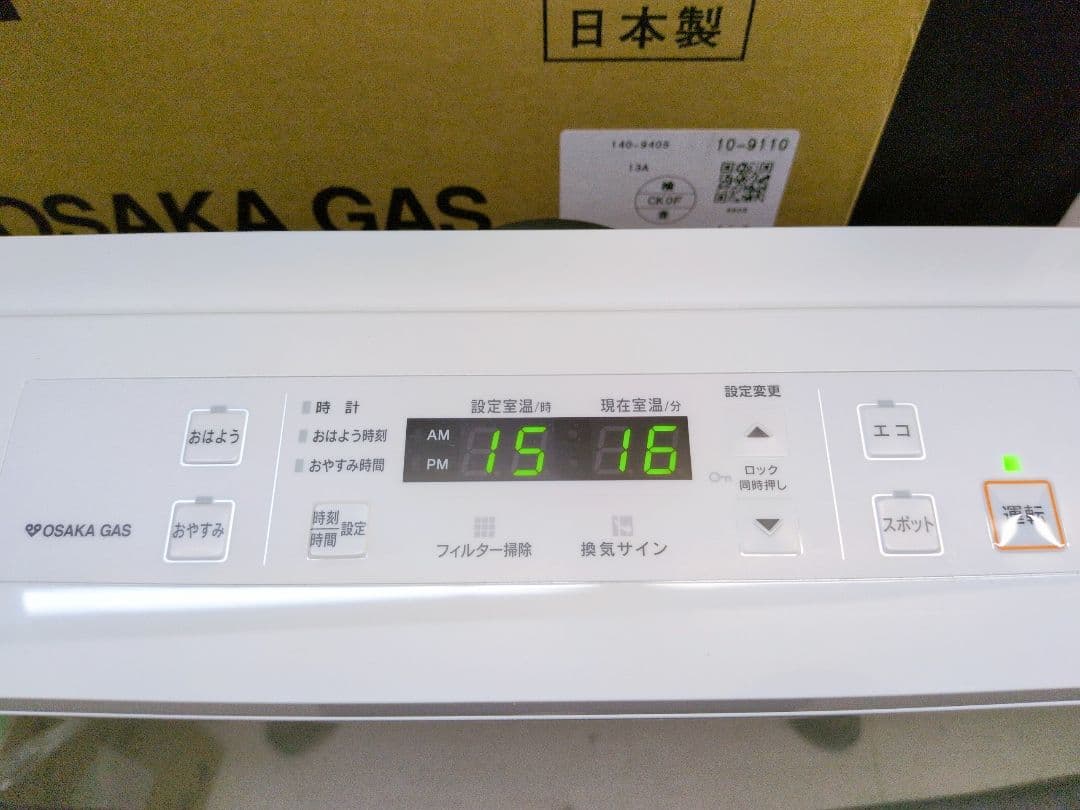 日本製
140-9409
10-9110
13A
CKOF
OSAKA GAS
設定室温/時
現在室温/分
設定変更
時 計
おはよう時刻
おやすみ時間
AM
PM
15
16
ロック
同時押し
おはよう
おやすみ
時刻
時間
設定
フィルター掃除
換気サイン
エコ
スポット
運転
OSAKA GAS